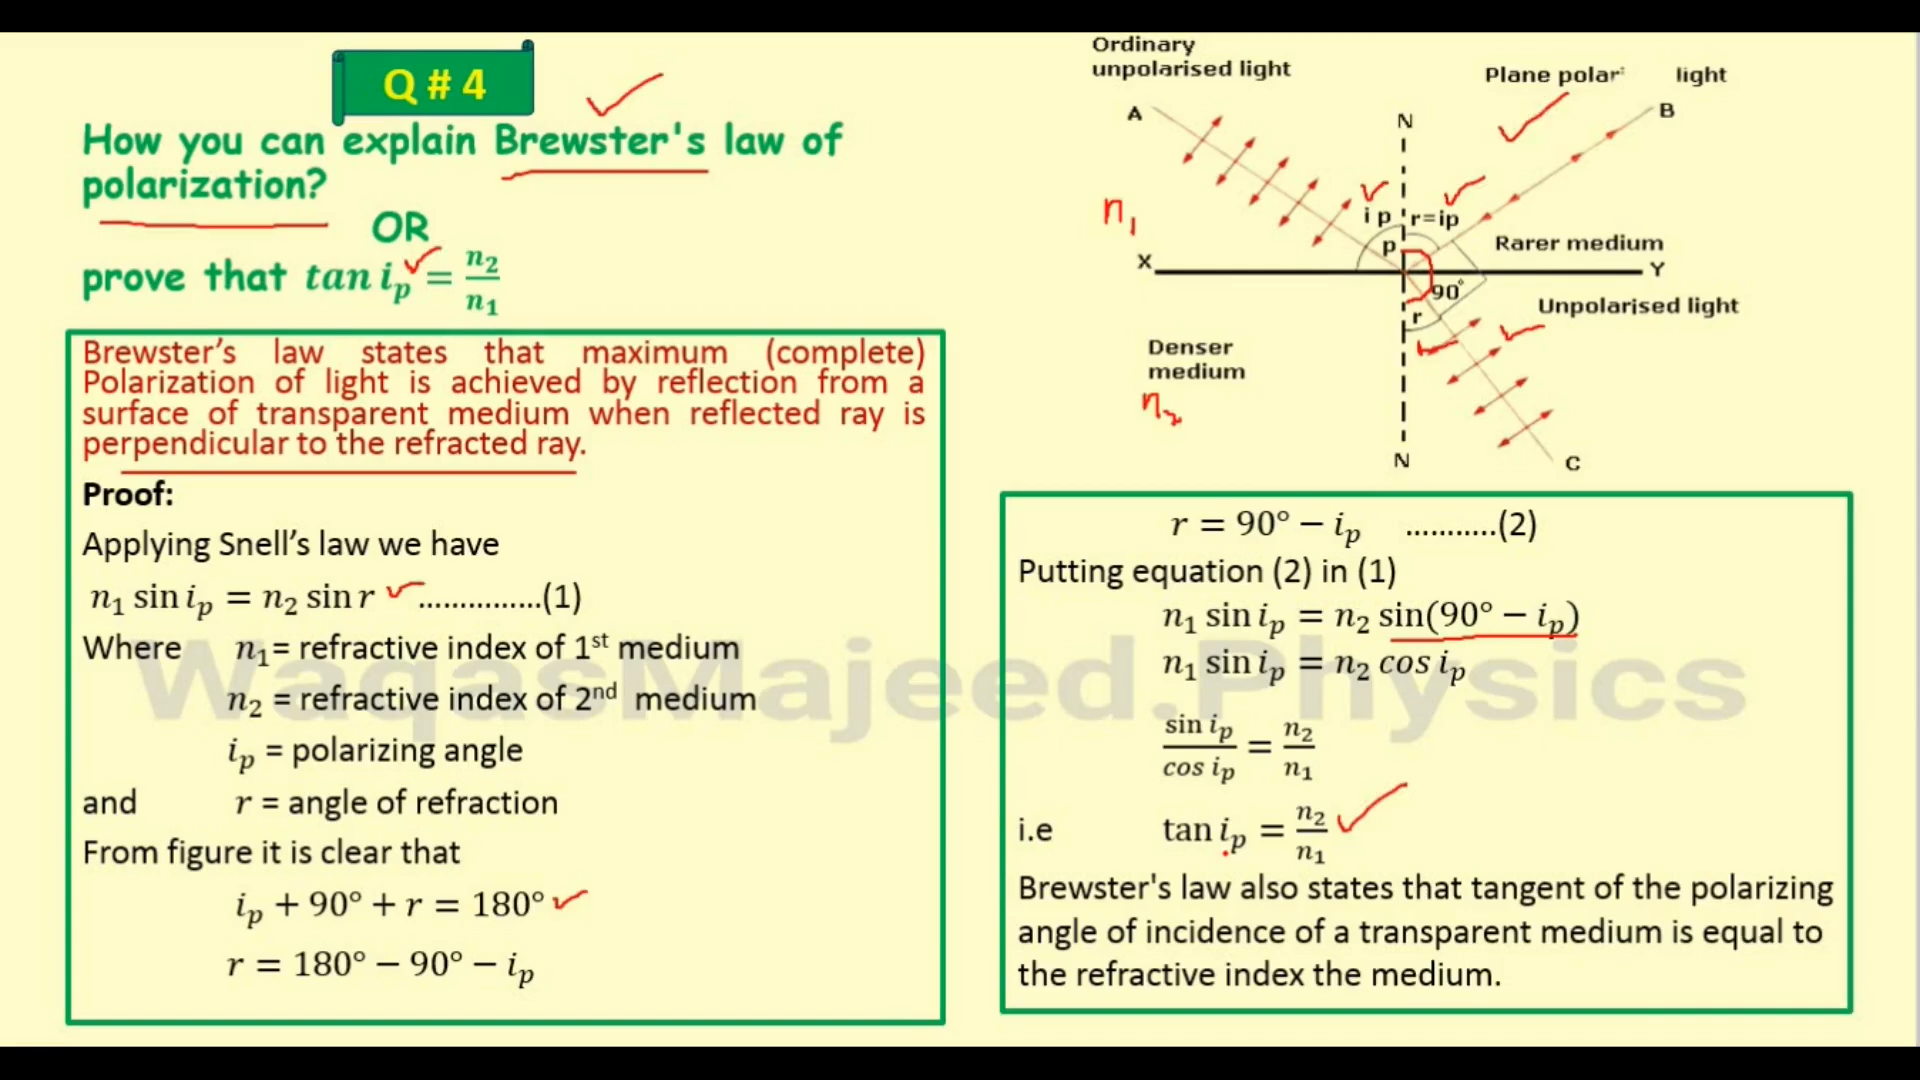 Q # 4
How you can explain Brewster's law of
polarization?
OR
prove that tan iₚ = n₂/n₁
Brewster’s law states that maximum (complete)
Polarization of light is achieved by reflection from a
surface of transparent medium when reflected ray is
perpendicular to the refracted ray.
Proof:
Applying Snell’s law we have
n₁ sin iₚ = n₂ sin r ...............(1)
Where n₁= refractive index of 1ˢᵗ medium
n₂ = refractive index of 2ⁿᵈ medium
iₚ = polarizing angle
and r = angle of refraction
From figure it is clear that
iₚ + 90° + r = 180°
r = 180° − 90° − iₚ
Ordinary
unpolarised light
Plane polar light
A
N
B
i p
r=ip
n₁
p
Rarer medium
X
Y
90°
Unpolarised light
r
Denser
medium
n₂
N
C
r = 90° − iₚ ...........(2)
Putting equation (2) in (1)
n₁ sin iₚ = n₂ sin(90° − iₚ)
n₁ sin iₚ = n₂ cos iₚ
sin iₚ/cos iₚ = n₂/n₁
i.e tan iₚ = n₂/n₁
Brewster's law also states that tangent of the polarizing
angle of incidence of a transparent medium is equal to
the refractive index the medium.
WaqasMajeed.Physics